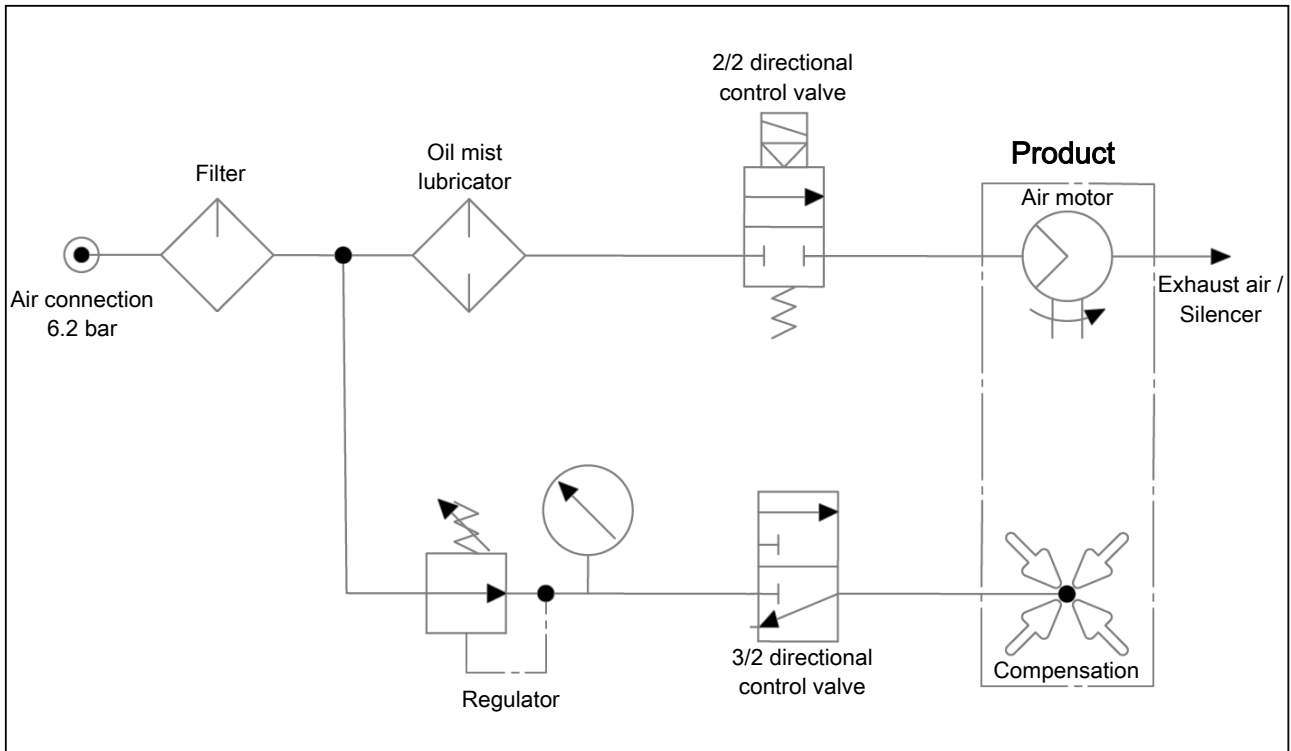 2/2 directional
control valve
Oil mist
lubricator
Filter
Product
Air motor
Air connection
6.2 bar
Exhaust air /
Silencer
3/2 directional
control valve
Regulator
Compensation